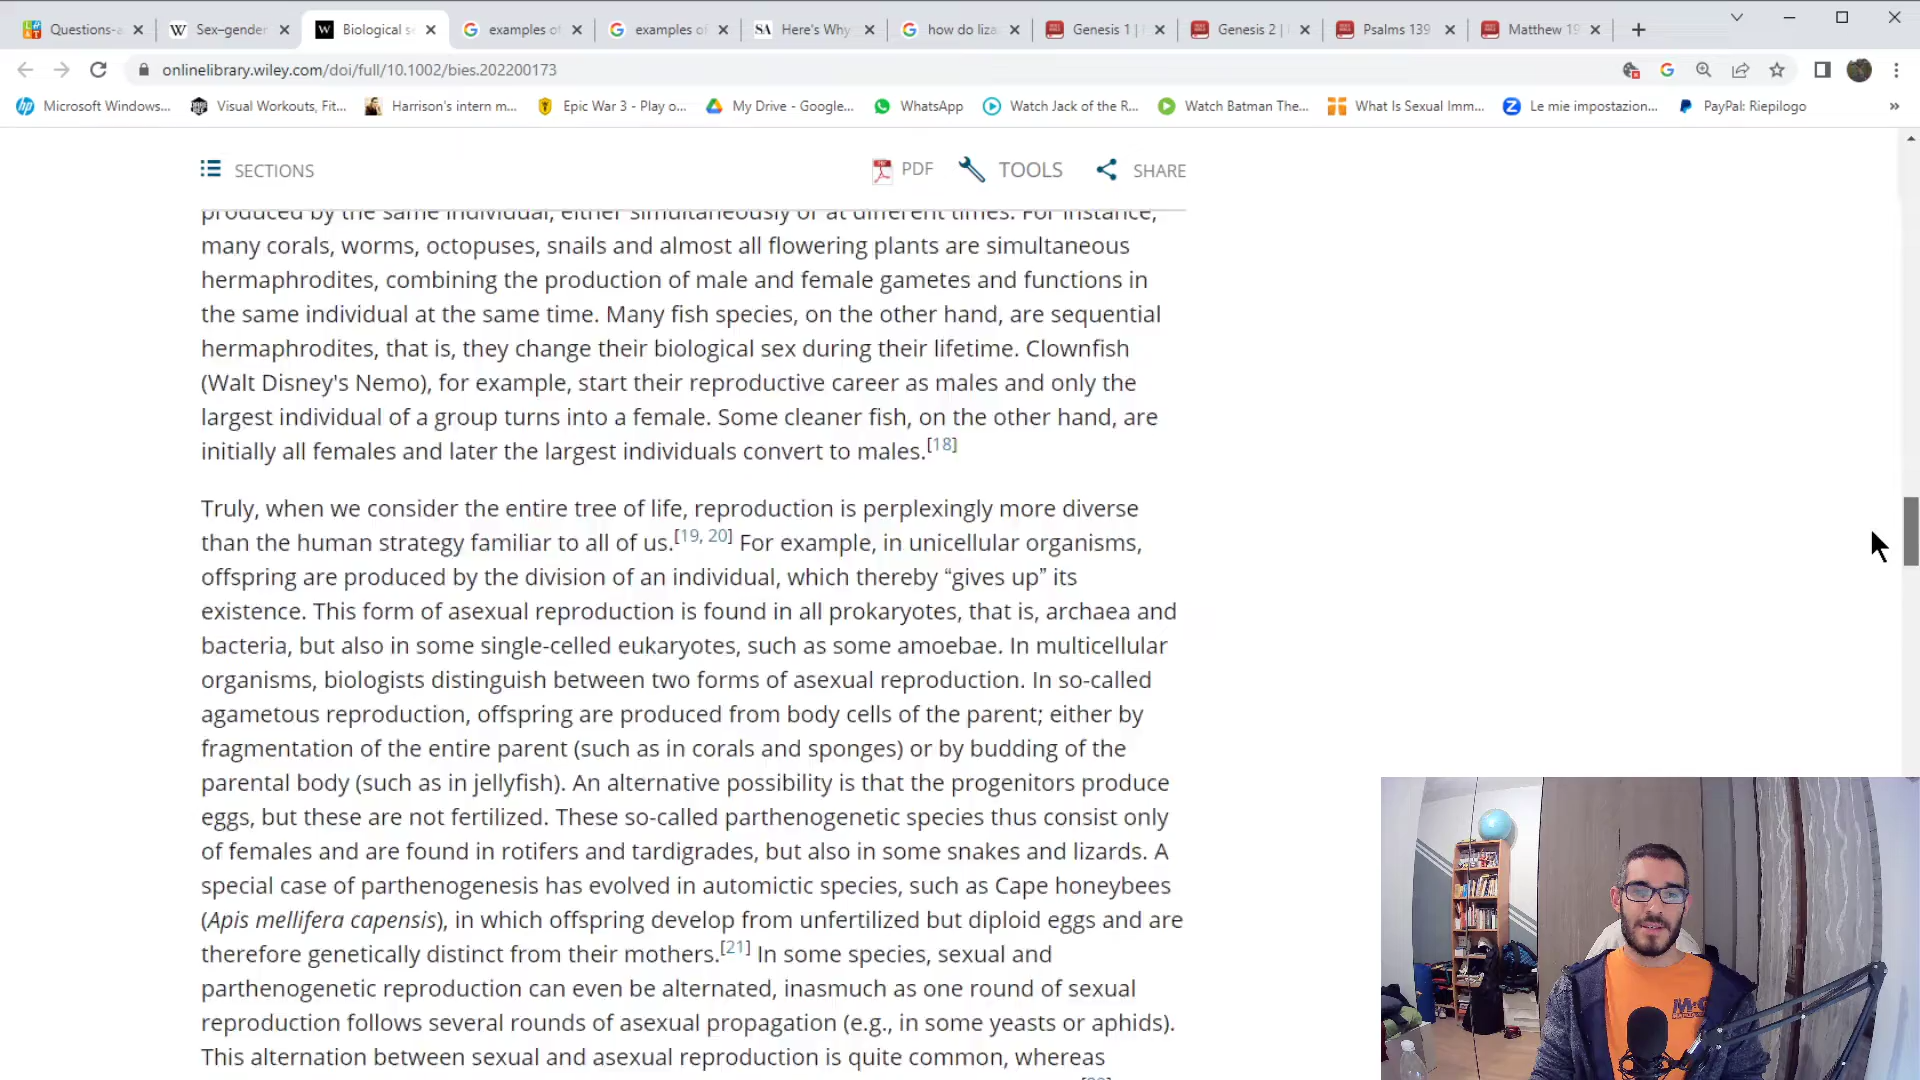 Questions-a
Sex–gender
Biological s
examples of
examples of
SA Here's Why
how do liza
Genesis 1 |
Genesis 2 |
Psalms 139
Matthew 19
onlinelibrary.wiley.com/doi/full/10.1002/bies.202200173
Microsoft Windows...
Visual Workouts, Fit...
Harrison's intern m...
Epic War 3 - Play o...
My Drive - Google...
WhatsApp
Watch Jack of the R...
Watch Batman The...
What Is Sexual Imm...
Le mie impostazion...
PayPal: Riepilogo
SECTIONS
PDF
TOOLS
SHARE
produced by the same individual, either simultaneously or at different times. For instance,
many corals, worms, octopuses, snails and almost all flowering plants are simultaneous
hermaphrodites, combining the production of male and female gametes and functions in
the same individual at the same time. Many fish species, on the other hand, are sequential
hermaphrodites, that is, they change their biological sex during their lifetime. Clownfish
(Walt Disney's Nemo), for example, start their reproductive career as males and only the
largest individual of a group turns into a female. Some cleaner fish, on the other hand, are
initially all females and later the largest individuals convert to males.[18]
Truly, when we consider the entire tree of life, reproduction is perplexingly more diverse
than the human strategy familiar to all of us.[19, 20] For example, in unicellular organisms,
offspring are produced by the division of an individual, which thereby “gives up” its
existence. This form of asexual reproduction is found in all prokaryotes, that is, archaea and
bacteria, but also in some single-celled eukaryotes, such as some amoebae. In multicellular
organisms, biologists distinguish between two forms of asexual reproduction. In so-called
agametous reproduction, offspring are produced from body cells of the parent; either by
fragmentation of the entire parent (such as in corals and sponges) or by budding of the
parental body (such as in jellyfish). An alternative possibility is that the progenitors produce
eggs, but these are not fertilized. These so-called parthenogenetic species thus consist only
of females and are found in rotifers and tardigrades, but also in some snakes and lizards. A
special case of parthenogenesis has evolved in automictic species, such as Cape honeybees
(Apis mellifera capensis), in which offspring develop from unfertilized but diploid eggs and are
therefore genetically distinct from their mothers.[21] In some species, sexual and
parthenogenetic reproduction can even be alternated, inasmuch as one round of sexual
reproduction follows several rounds of asexual propagation (e.g., in some yeasts or aphids).
This alternation between sexual and asexual reproduction is quite common, whereas